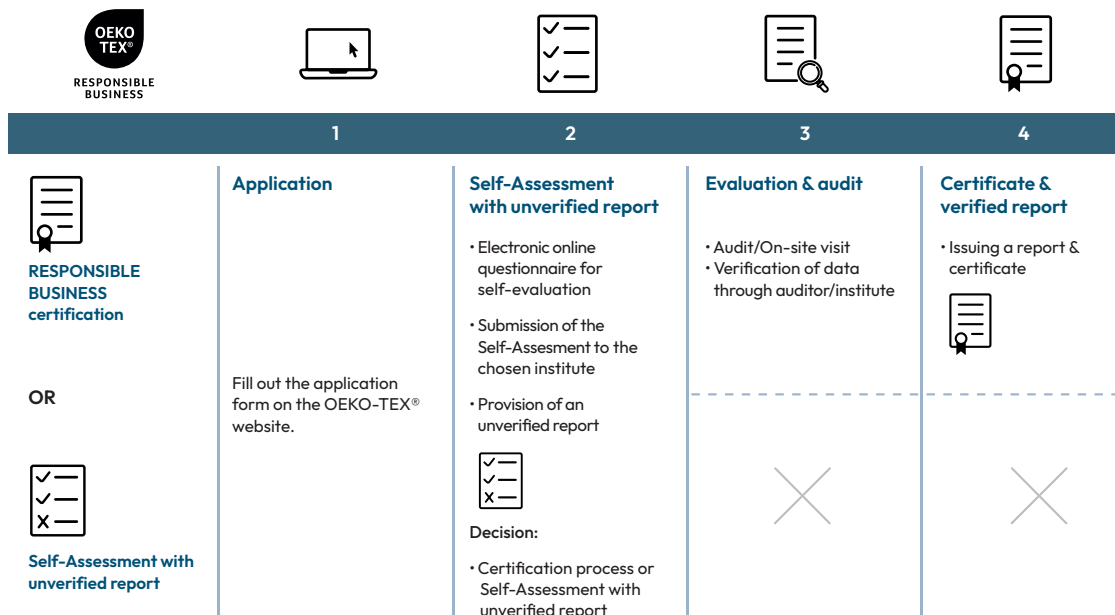 OEKO
TEX®
RESPONSIBLE
BUSINESS
1
2
3
4
RESPONSIBLE
BUSINESS
certification
OR
Self-Assessment with
unverified report
Application
Fill out the application
form on the OEKO-TEX®
website.
Self-Assessment
with unverified report
• Electronic online
questionnaire for
self-evaluation
• Submission of the
Self-Assesment to the
chosen institute
• Provision of an
unverified report
Decision:
• Certification process or
Self-Assessment with
unverified report
Evaluation & audit
• Audit/On-site visit
• Verification of data
through auditor/institute
Certificate &
verified report
• Issuing a report &
certificate